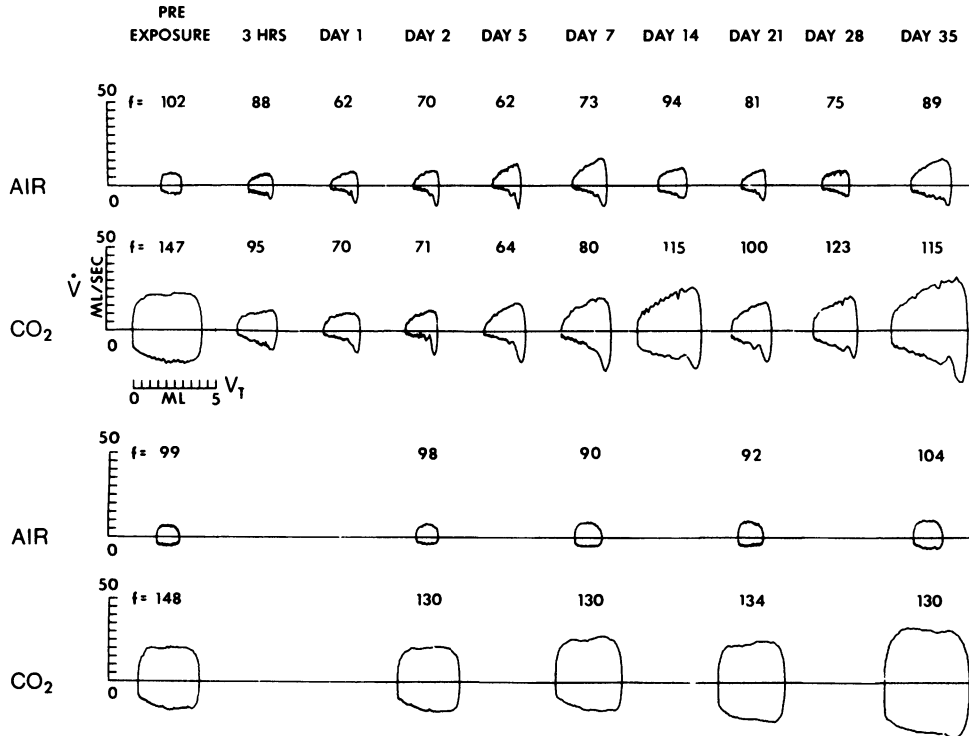 PRE
EXPOSURE 3 HRS DAY 1 DAY 2 DAY 5 DAY 7 DAY 14 DAY 21 DAY 28 DAY 35
50 f= 102 88 62 70 62 73 94 81 75 89
AIR
0
50 f= 147 95 70 71 64 80 115 100 123 115
V̇ ML/SEC
CO₂
0
0 ML 5 V_T
50 f= 99 98 90 92 104
AIR
0
50 f= 148 130 130 134 130
CO₂
0